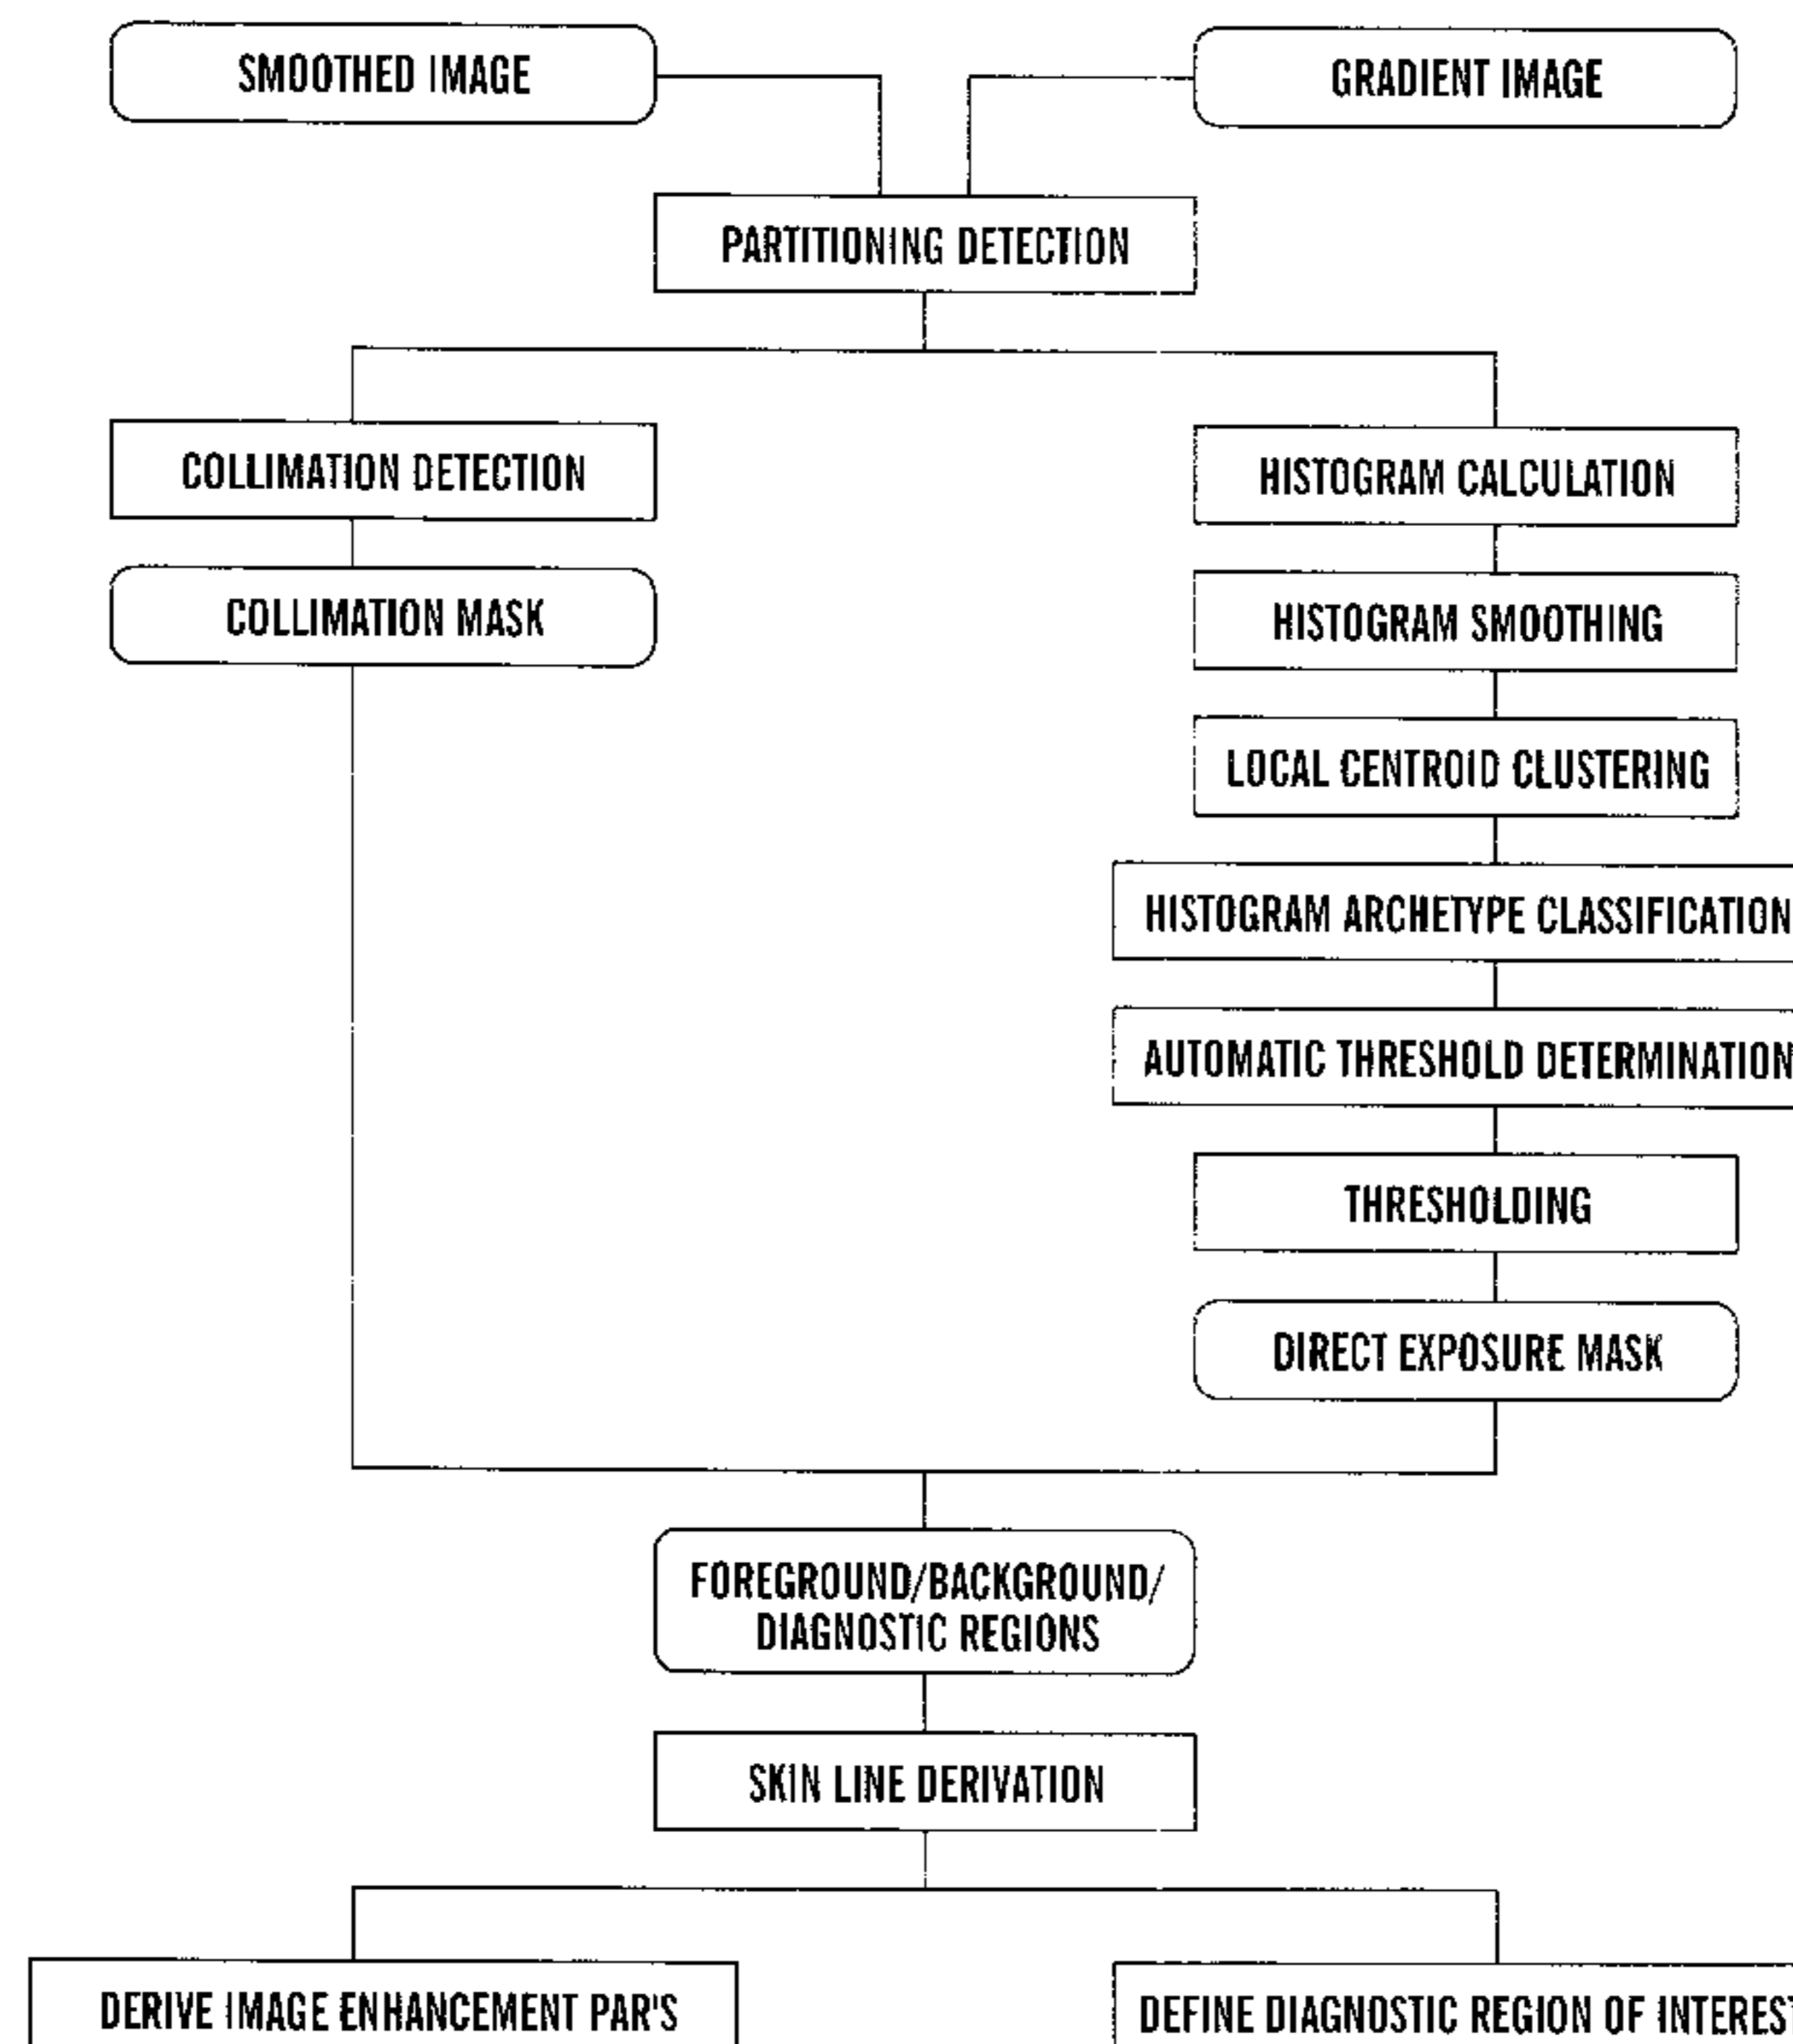 SMOOTHED IMAGE
GRADIENT IMAGE
PARTITIONING DETECTION
COLLIMATION DETECTION
COLLIMATION MASK
HISTOGRAM CALCULATION
HISTOGRAM SMOOTHING
LOCAL CENTROID CLUSTERING
HISTOGRAM ARCHETYPE CLASSIFICATION
AUTOMATIC THRESHOLD DETERMINATION
THRESHOLDING
DIRECT EXPOSURE MASK
FOREGROUND/BACKGROUND/
DIAGNOSTIC REGIONS
SKIN LINE DERIVATION
DERIVE IMAGE ENHANCEMENT PAR'S
DEFINE DIAGNOSTIC REGION OF INTEREST